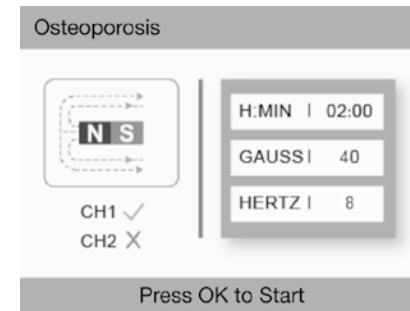 Osteoporosis
N S
CH1 ✓
CH2 X
H:MIN | 02:00
GAUSS | 40
HERTZ | 8
Press OK to Start